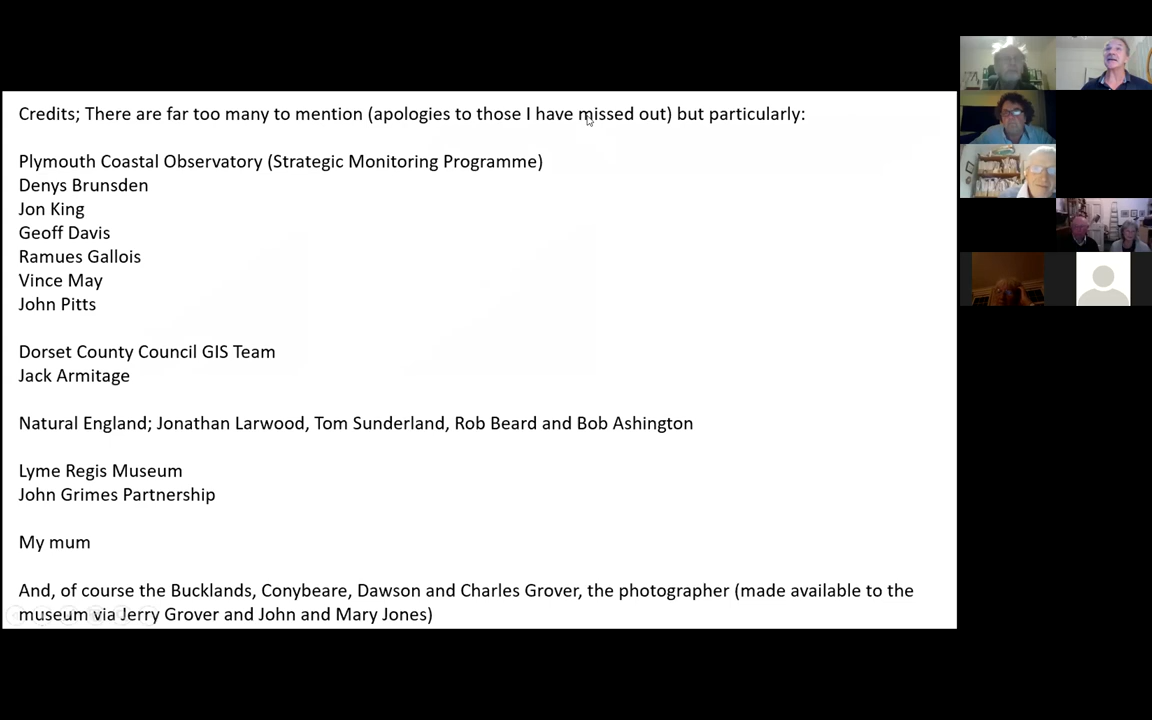 Credits; There are far too many to mention (apologies to those I have missed out) but particularly:
Plymouth Coastal Observatory (Strategic Monitoring Programme)
Denys Brunsden
Jon King
Geoff Davis
Ramues Gallois
Vince May
John Pitts
Dorset County Council GIS Team
Jack Armitage
Natural England; Jonathan Larwood, Tom Sunderland, Rob Beard and Bob Ashington
Lyme Regis Museum
John Grimes Partnership
My mum
And, of course the Bucklands, Conybeare, Dawson and Charles Grover, the photographer (made available to the
museum via Jerry Grover and John and Mary Jones)